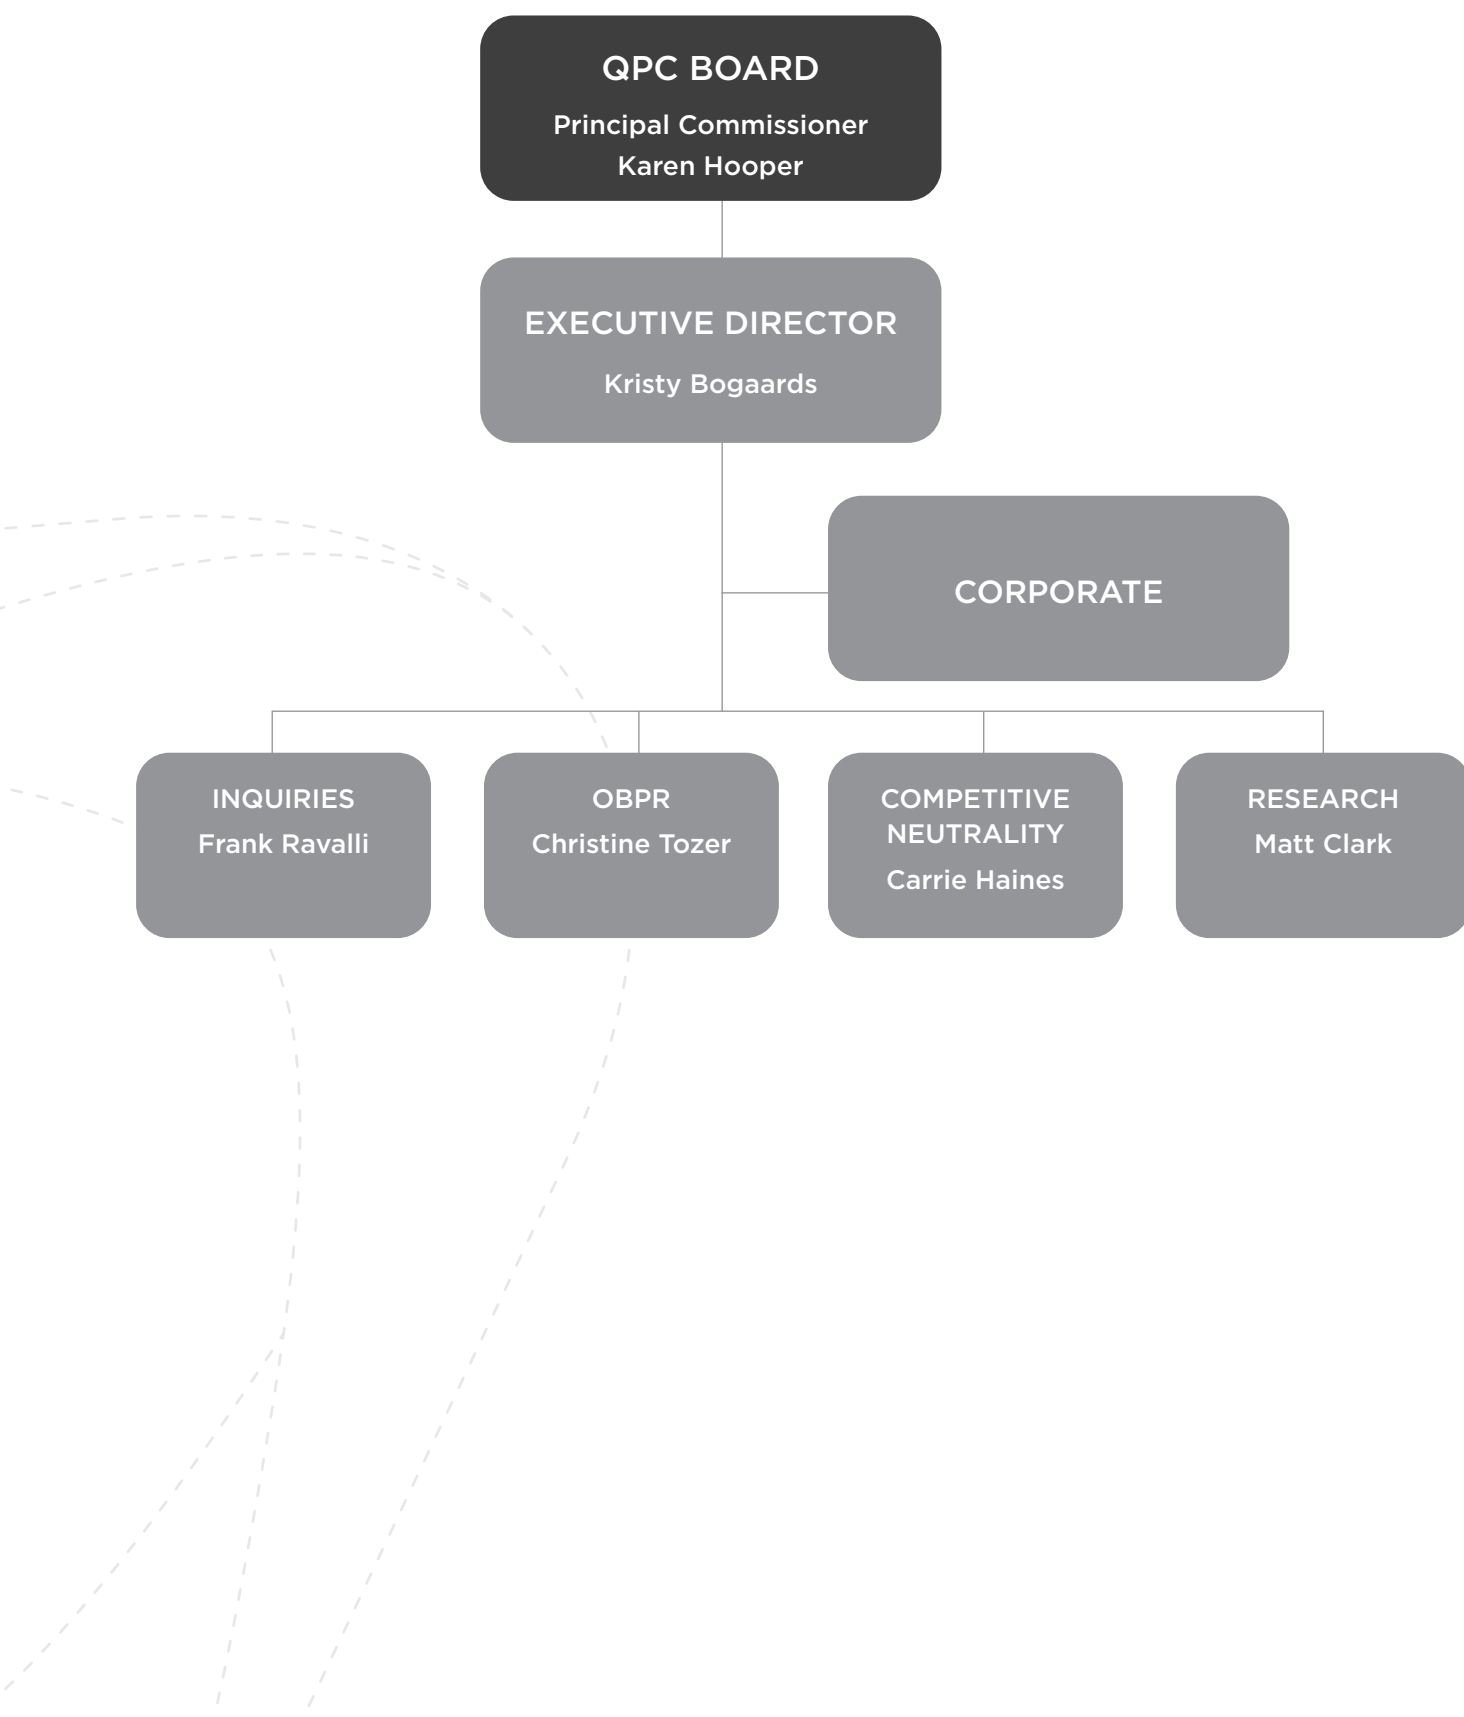 QPC BOARD
Principal Commissioner
Karen Hooper
EXECUTIVE DIRECTOR
Kristy Bogaards
CORPORATE
INQUIRIES
Frank Ravalli
OBPR
Christine Tozer
COMPETITIVE
NEUTRALITY
Carrie Haines
RESEARCH
Matt Clark